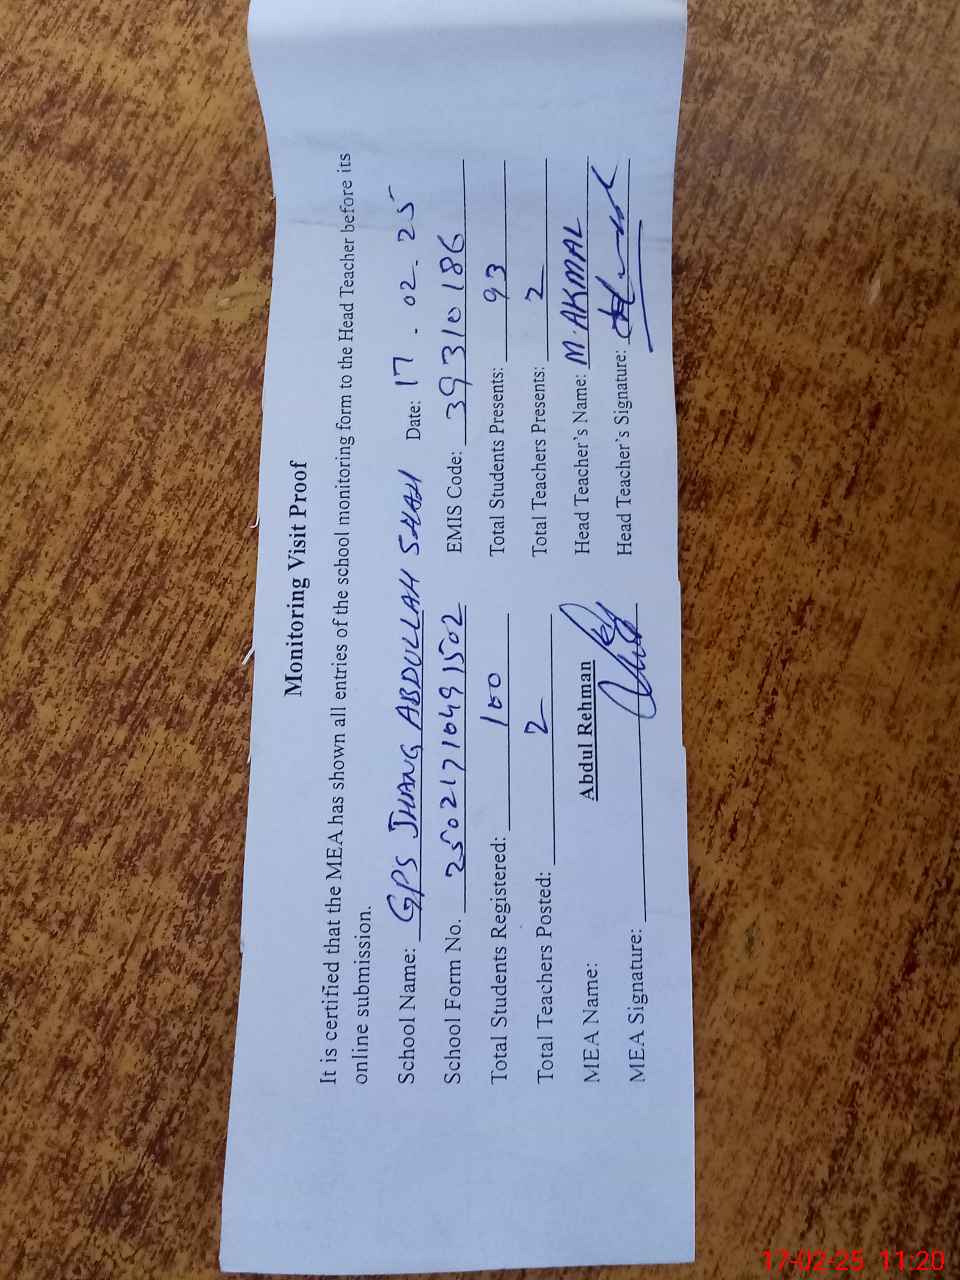 Monitoring Visit Proof
It is certified that the MEA has shown all entries of the school monitoring form to the Head Teacher before its
online submission.
School Name: GPS JHANG ABDULLAH SHAH Date: 17 . 02 . 25
School Form No. 25021710491502 EMIS Code: 39310186
Total Students Registered: 100 Total Students Presents: 93
Total Teachers Posted: 2 Total Teachers Presents: 2
MEA Name: Abdul Rehman Head Teacher's Name: M. AKMAL
MEA Signature: Head Teacher's Signature:
17-02-25 11:20